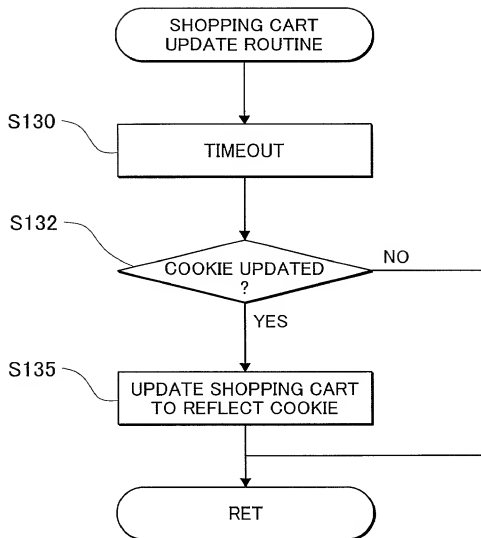 SHOPPING CART
UPDATE ROUTINE
S130
TIMEOUT
S132
COOKIE UPDATED
?
NO
YES
S135
UPDATE SHOPPING CART
TO REFLECT COOKIE
RET